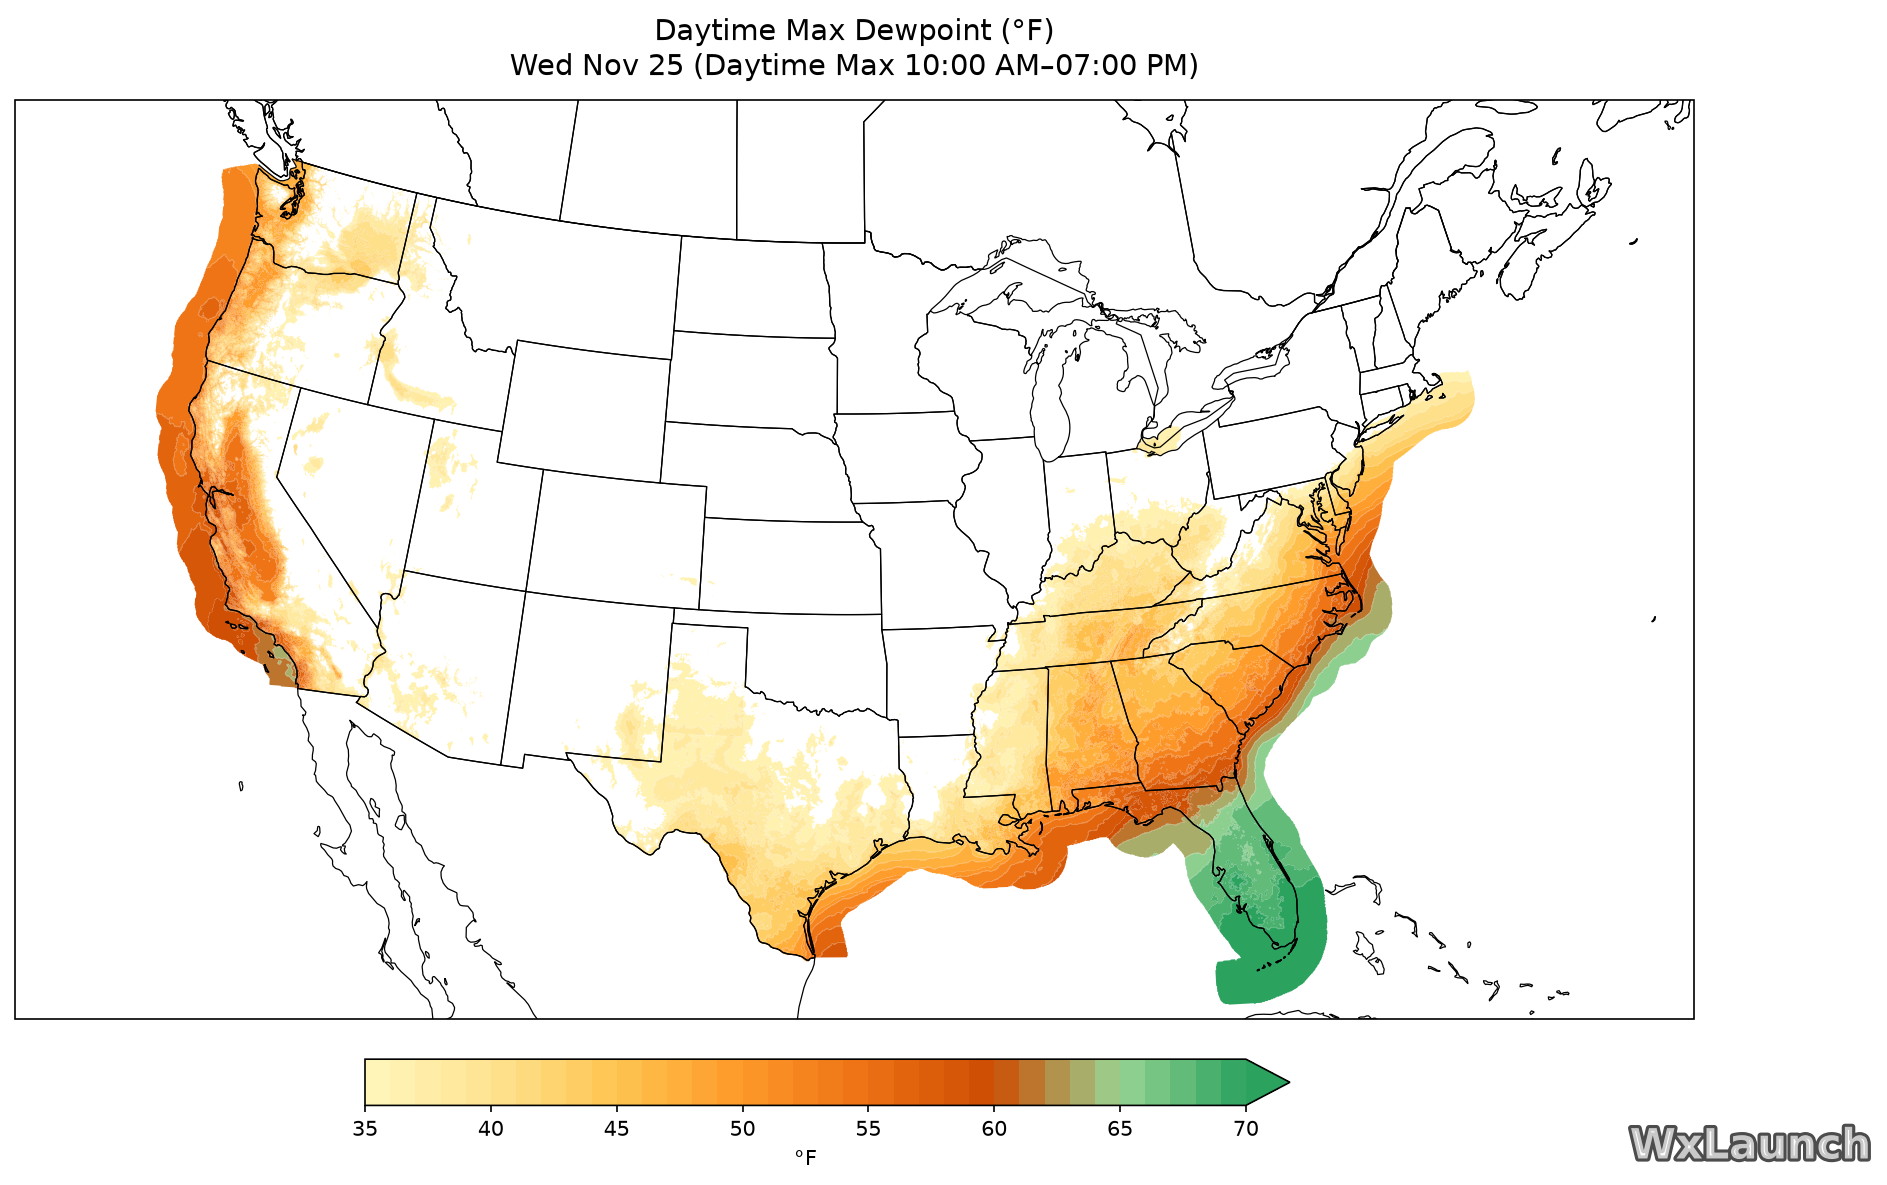 Daytime Max Dewpoint (°F)
Wed Nov 25 (Daytime Max 10:00 AM–07:00 PM)
35 40 45 50 55 60 65 70
°F
WxLaunch